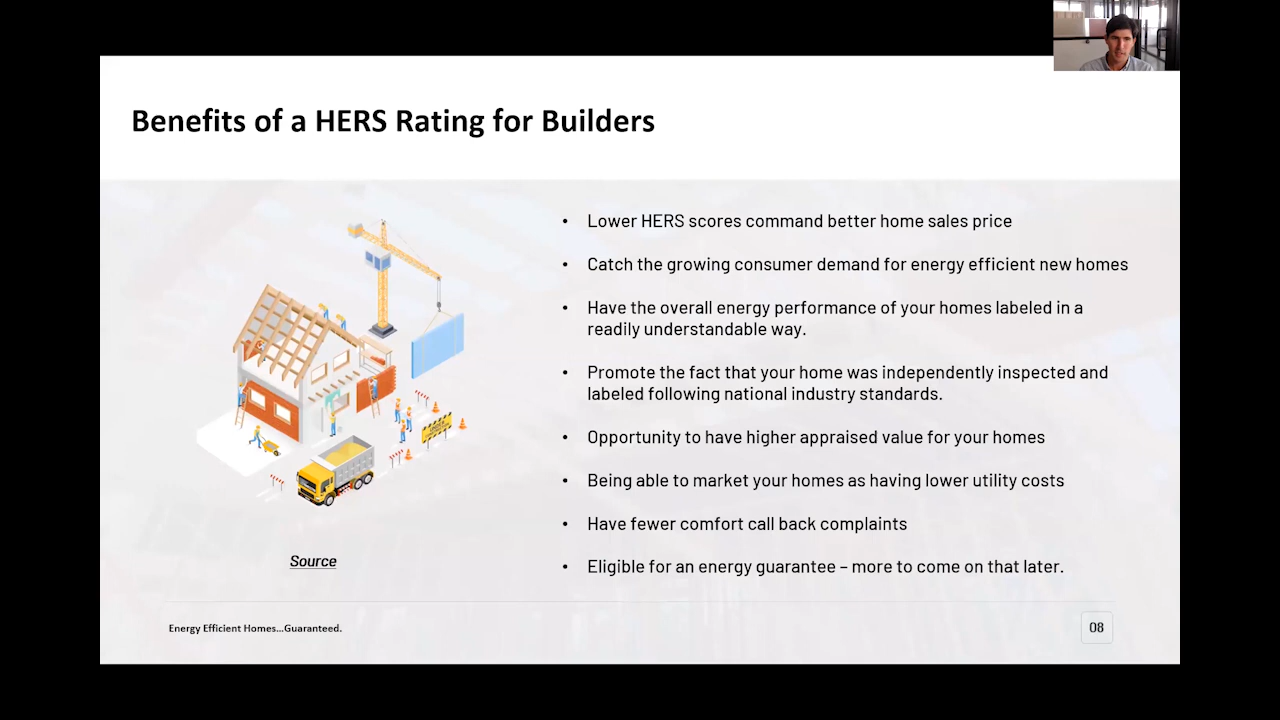 Benefits of a HERS Rating for Builders
• Lower HERS scores command better home sales price
• Catch the growing consumer demand for energy efficient new homes
• Have the overall energy performance of your homes labeled in a
readily understandable way.
• Promote the fact that your home was independently inspected and
labeled following national industry standards.
• Opportunity to have higher appraised value for your homes
• Being able to market your homes as having lower utility costs
• Have fewer comfort call back complaints
• Eligible for an energy guarantee – more to come on that later.
Source
Energy Efficient Homes...Guaranteed.
08